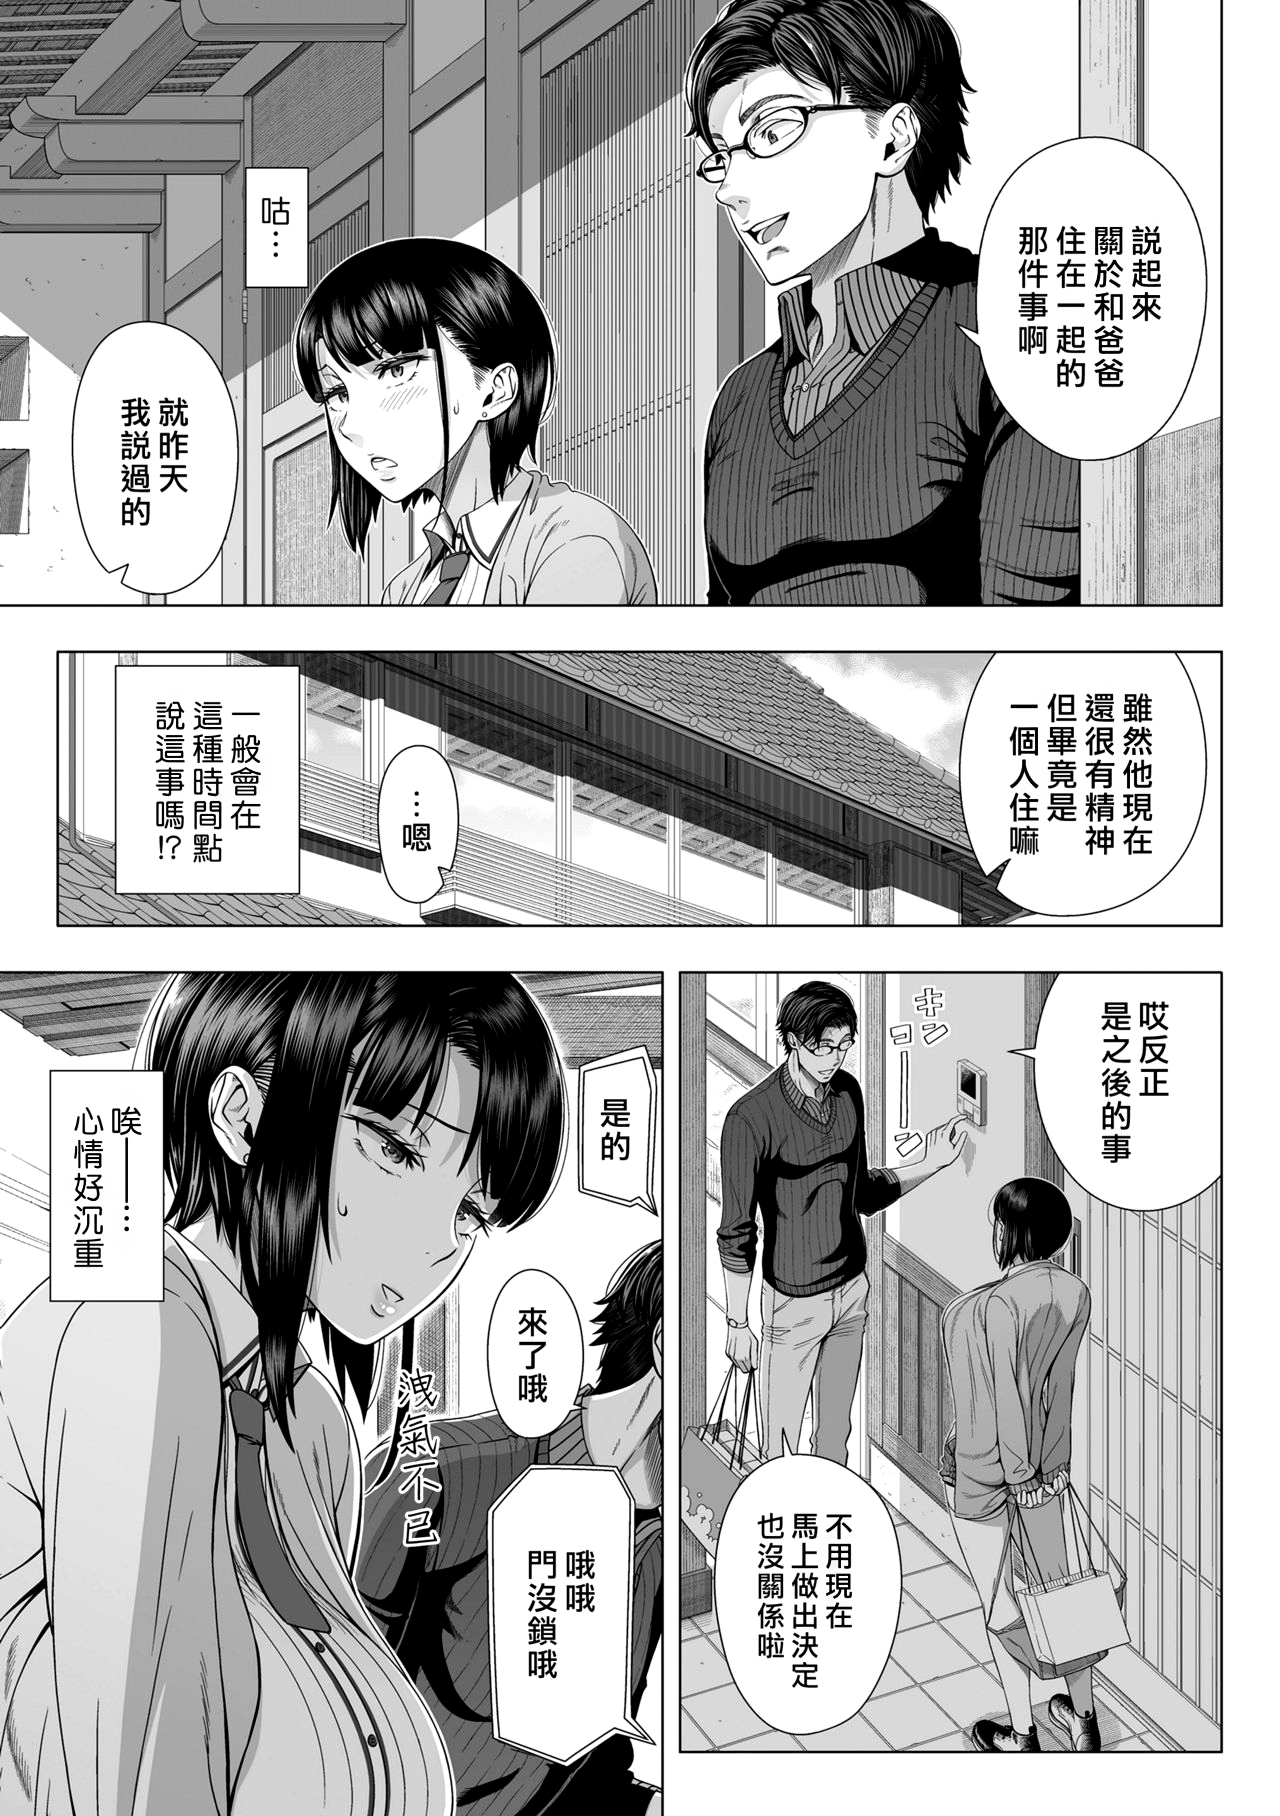 說起來
關於和爸爸
住在一起的
那件事啊
咕…
就昨天
我說過的
雖然他現在
還很有精神
但畢竟是
一個人住嘛
…嗯
一般會在
這種時間點
說這事嗎!?
哎反正
是之後的事
キン
コーーン
不用現在
馬上做出決定
也沒關係啦
是的
來了哦
哦哦
門沒鎖哦
唉——…
心情好沉重
洩氣不已